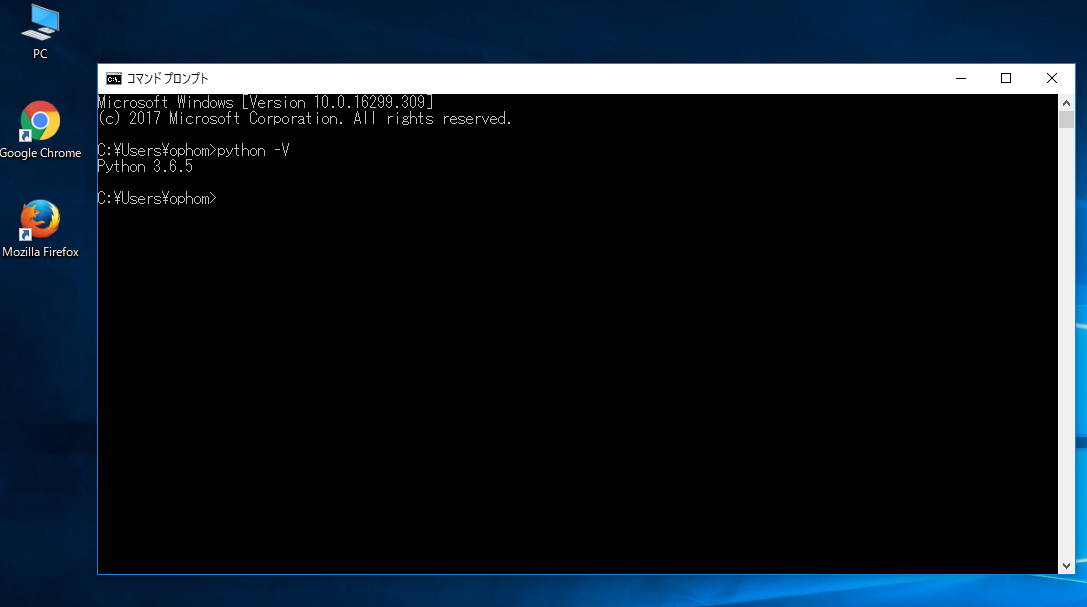 PC
Google Chrome
Mozilla Firefox
コマンド プロンプト
Microsoft Windows [Version 10.0.16299.309]
(c) 2017 Microsoft Corporation. All rights reserved.
C:¥Users¥ophom>python -V
Python 3.6.5
C:¥Users¥ophom>